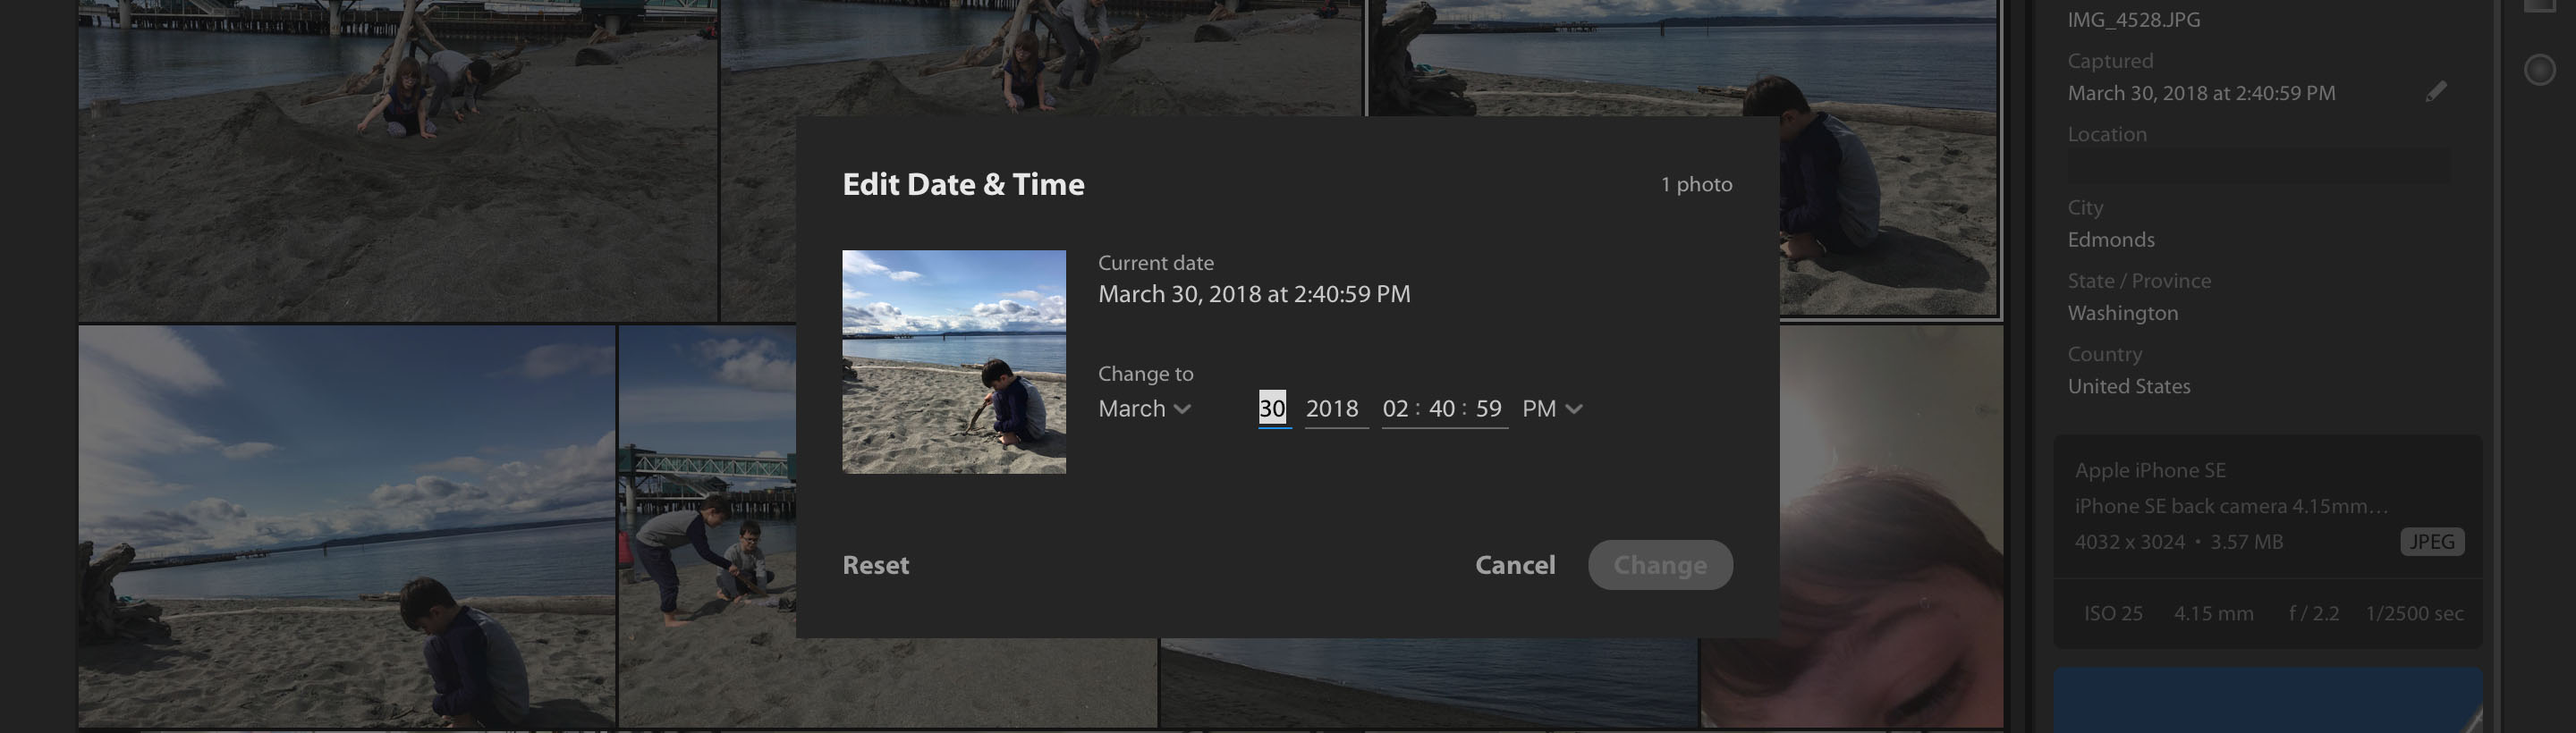 IMG_4528.JPG
Captured
March 30, 2018 at 2:40:59 PM
Location
City
Edmonds
State / Province
Washington
Country
United States
Apple iPhone SE
iPhone SE back camera 4.15mm…
4032 x 3024 • 3.57 MB JPEG
ISO 25 4.15 mm f / 2.2 1/2500 sec
Edit Date & Time 1 photo
Current date
March 30, 2018 at 2:40:59 PM
Change to
March 30 2018 02 : 40 : 59 PM
Reset Cancel Change